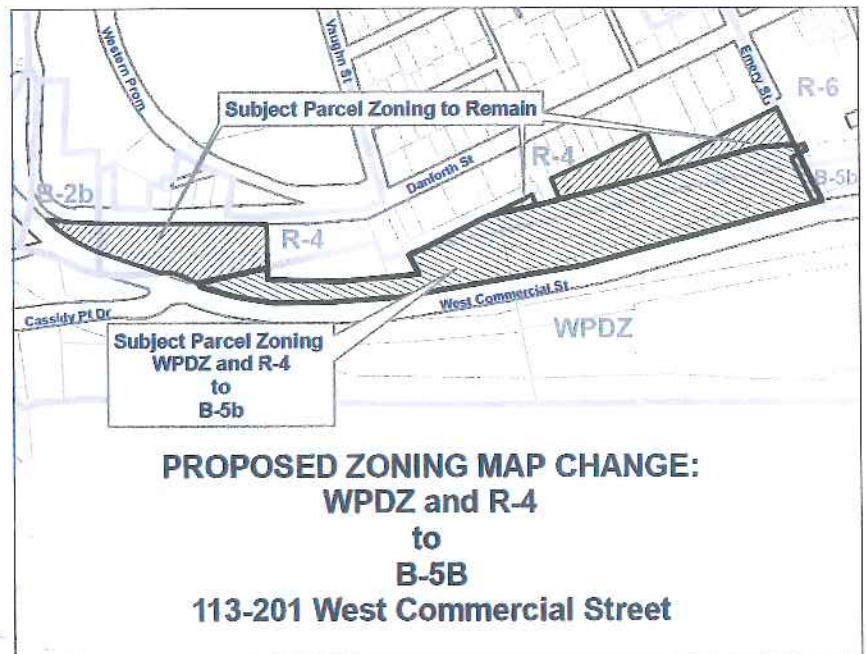 Western Prom
Vaughn St
Emery St
R-6
Subject Parcel Zoning to Remain
R-4
Danforth St
B-2b
B-5b
R-4
West Commercial St
Cassidy Pt Dr
WPDZ
Subject Parcel Zoning
WPDZ and R-4
to
B-5b
PROPOSED ZONING MAP CHANGE:
WPDZ and R-4
to
B-5B
113-201 West Commercial Street